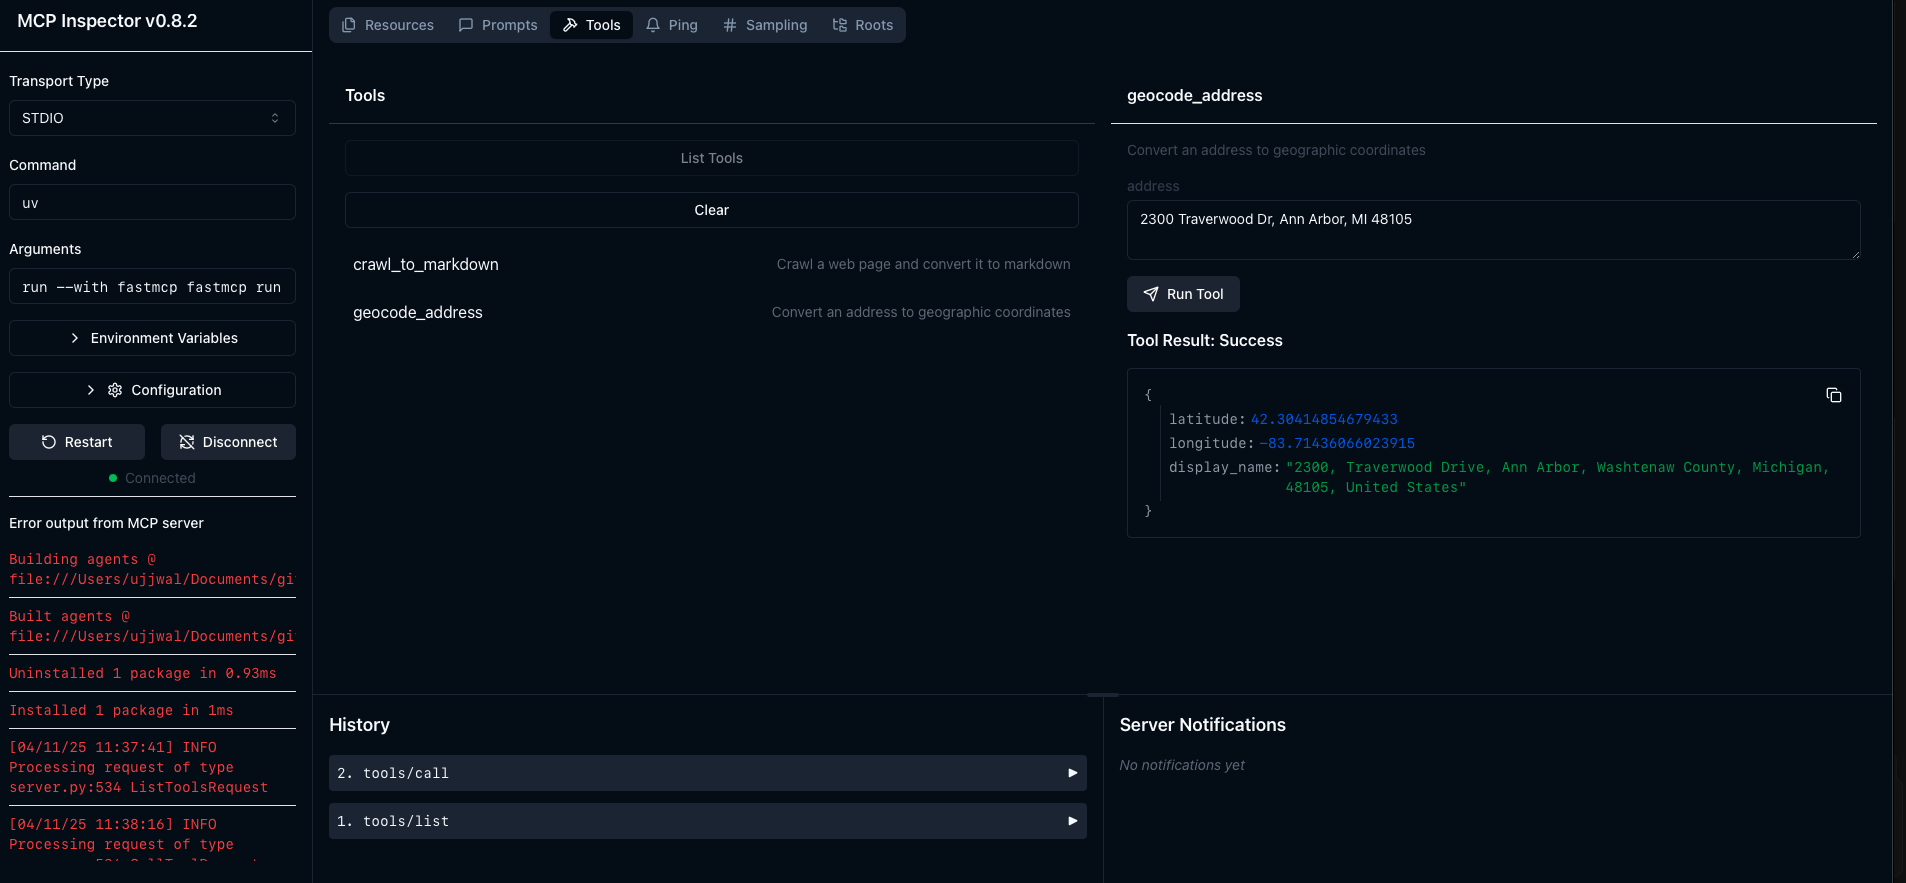 MCP Inspector v0.8.2
Transport Type
STDIO
Command
uv
Arguments
run --with fastmcp fastmcp run
Environment Variables
Configuration
Restart
Disconnect
Connected
Error output from MCP server
Building agents @
file:///Users/ujjwal/Documents/gi
Built agents @
file:///Users/ujjwal/Documents/gi
Uninstalled 1 package in 0.93ms
Installed 1 package in 1ms
[04/11/25 11:37:41] INFO
Processing request of type
server.py:534 ListToolsRequest
[04/11/25 11:38:16] INFO
Processing request of type
Resources
Prompts
Tools
Ping
Sampling
Roots
Tools
List Tools
Clear
crawl_to_markdown
Crawl a web page and convert it to markdown
geocode_address
Convert an address to geographic coordinates
geocode_address
Convert an address to geographic coordinates
address
2300 Traverwood Dr, Ann Arbor, MI 48105
Run Tool
Tool Result: Success
{
latitude: 42.30414854679433
longitude: -83.71436066023915
display_name: "2300, Traverwood Drive, Ann Arbor, Washtenaw County, Michigan,
48105, United States"
}
History
2. tools/call
1. tools/list
Server Notifications
No notifications yet